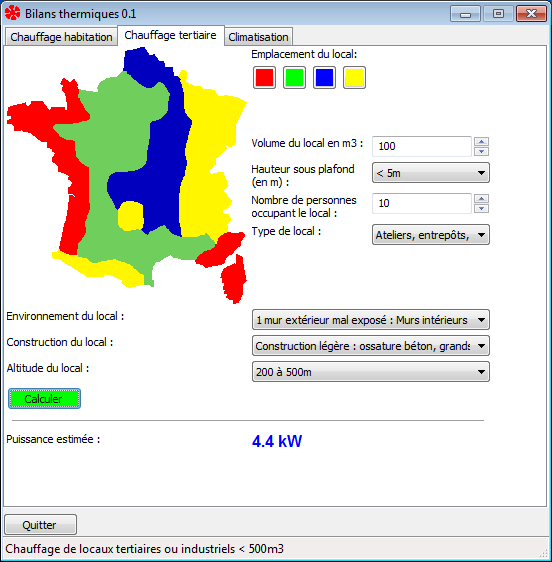 Bilans thermiques 0.1
Chauffage habitation
Chauffage tertiaire
Climatisation
Emplacement du local:
Volume du local en m3 :
100
Hauteur sous plafond
(en m) :
< 5m
Nombre de personnes
occupant le local :
10
Type de local :
Ateliers, entrepôts,
Environnement du local :
1 mur extérieur mal exposé : Murs intérieurs
Construction du local :
Construction légère : ossature béton, grands
Altitude du local :
200 à 500m
Calculer
Puissance estimée :
4.4 kW
Quitter
Chauffage de locaux tertiaires ou industriels < 500m3